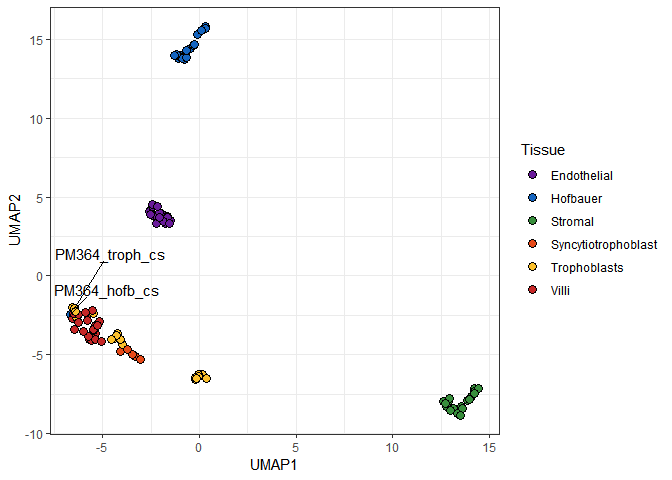 15
10
5
0
-5
-10
UMAP2
PM364_troph_cs
PM364_hofb_cs
-5
0
5
10
15
UMAP1
Tissue
Endothelial
Hofbauer
Stromal
Syncytiotrophoblast
Trophoblasts
Villi